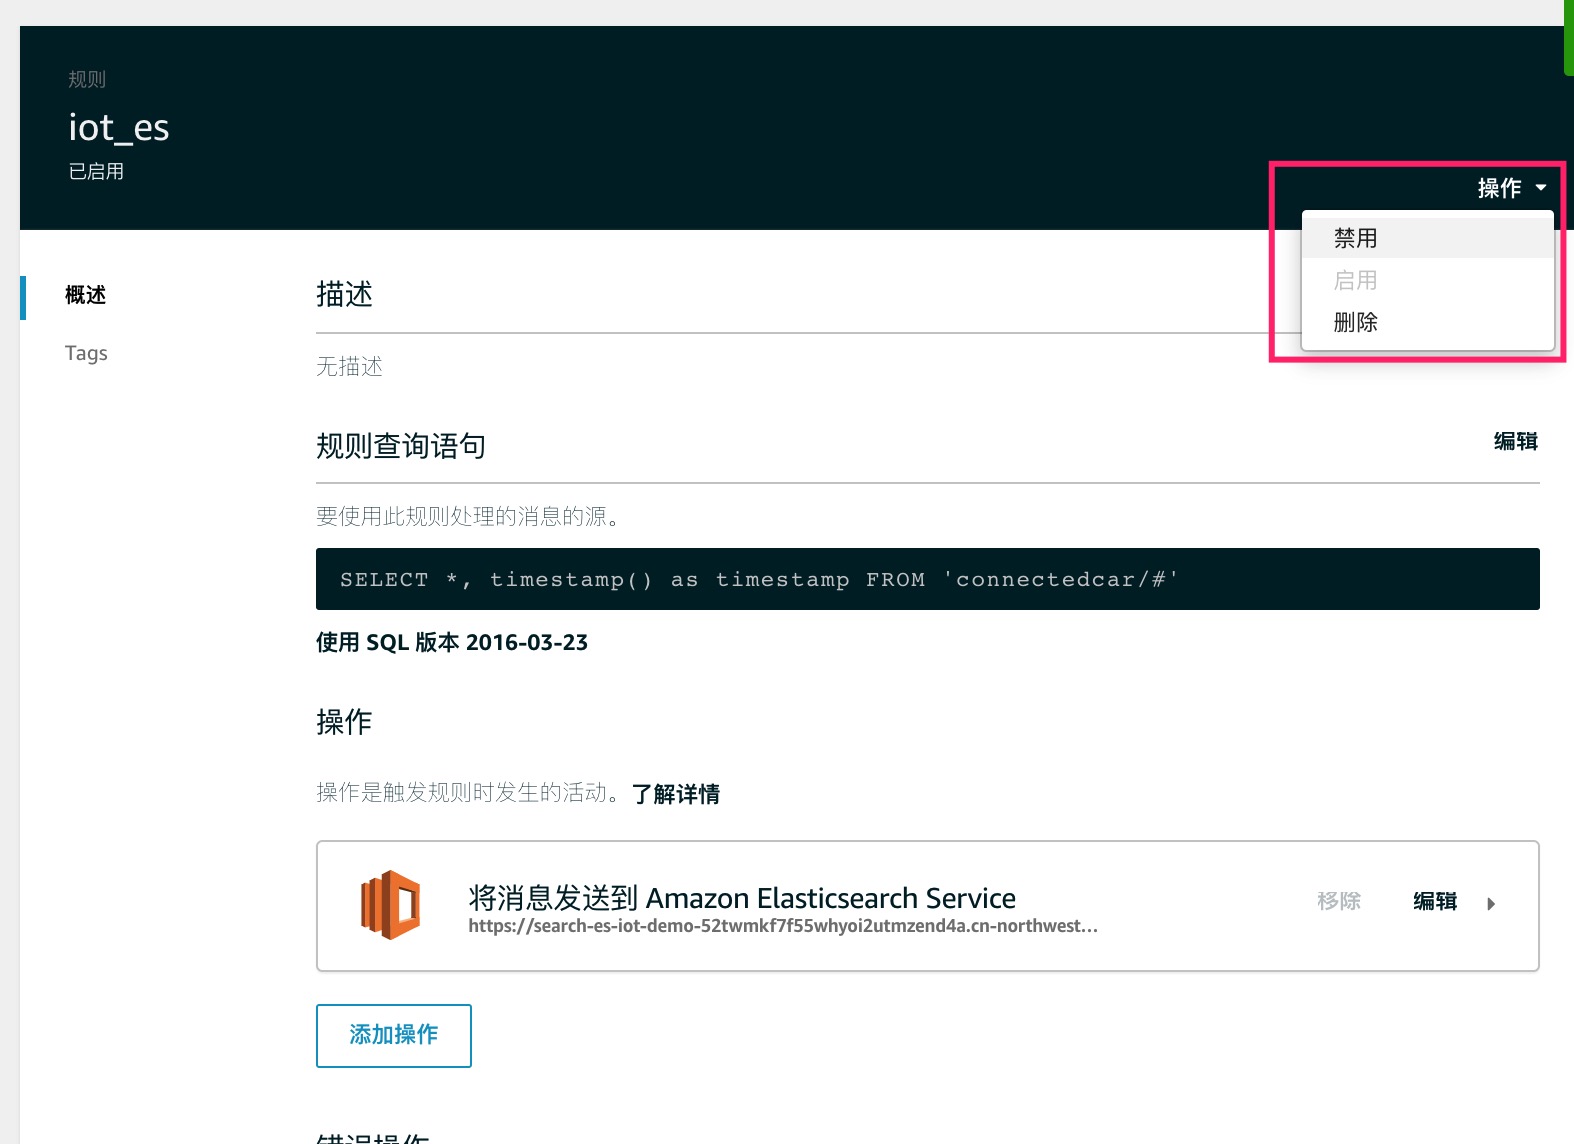 规则
iot_es
已启用
操作
禁用
启用
删除
概述
Tags
描述
无描述
规则查询语句
编辑
要使用此规则处理的消息的源。
SELECT *, timestamp() as timestamp FROM 'connectedcar/#'
使用 SQL 版本 2016-03-23
操作
操作是触发规则时发生的活动。 了解详情
将消息发送到 Amazon Elasticsearch Service
移除 编辑
https://search-es-iot-demo-52twmkf7f55whyoi2utmzend4a.cn-northwest...
添加操作
错误操作